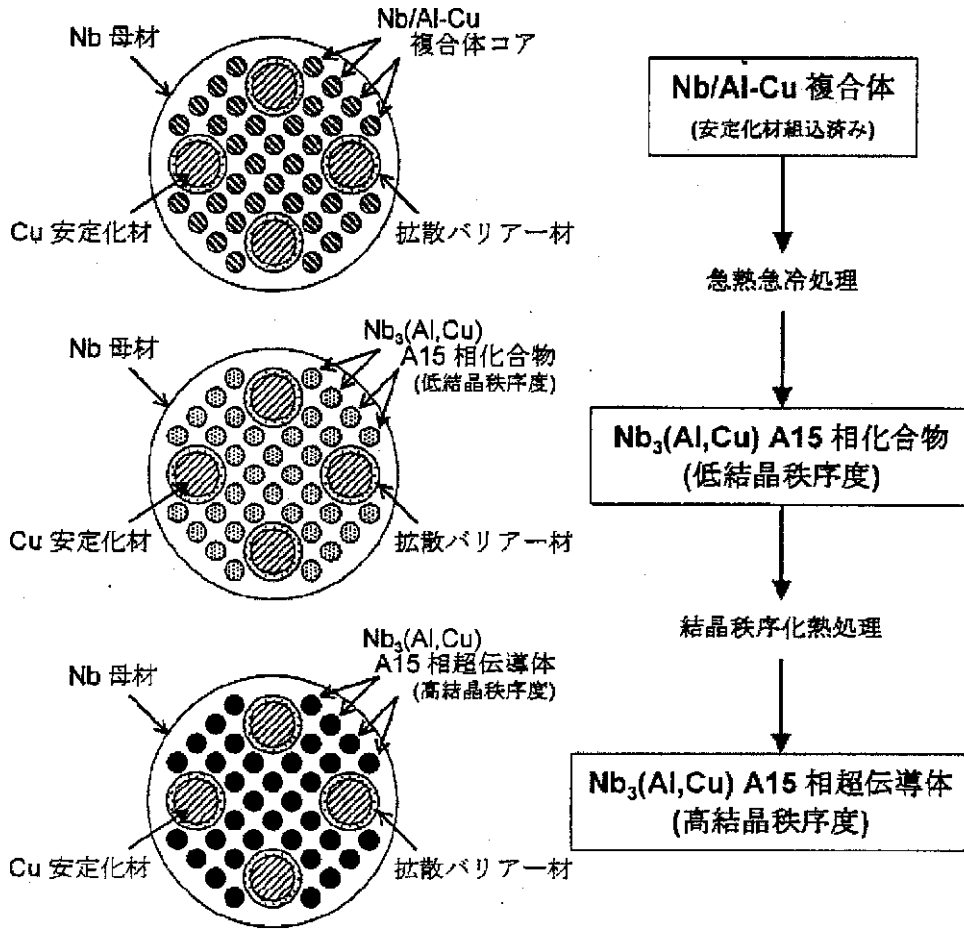 Nb 母材
Nb/Al-Cu
複合体コア
Cu 安定化材
拡散バリアー材
Nb/Al-Cu 複合体
(安定化材組込済み)
急熱急冷処理
Nb 母材
Nb₃(Al,Cu)
A15 相化合物
(低結晶秩序度)
Cu 安定化材
拡散バリアー材
Nb₃(Al,Cu) A15 相化合物
(低結晶秩序度)
結晶秩序化熱処理
Nb 母材
Nb₃(Al,Cu)
A15 相超伝導体
(高結晶秩序度)
Cu 安定化材
拡散バリアー材
Nb₃(Al,Cu) A15 相超伝導体
(高結晶秩序度)